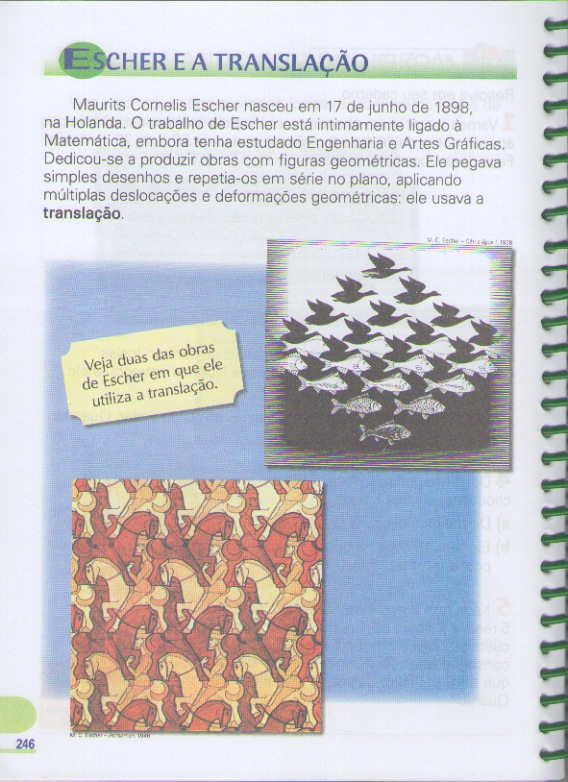 ESCHER E A TRANSLAÇÃO
Maurits Cornelis Escher nasceu em 17 de junho de 1898,
na Holanda. O trabalho de Escher está intimamente ligado à
Matemática, embora tenha estudado Engenharia e Artes Gráficas.
Dedicou-se a produzir obras com figuras geométricas. Ele pegava
simples desenhos e repetia-os em série no plano, aplicando
múltiplas deslocações e deformações geométricas: ele usava a
translação.
M. C. Escher – Céu e água I, 1938
Veja duas das obras
de Escher em que ele
utiliza a translação.
M. C. Escher – 1946
246